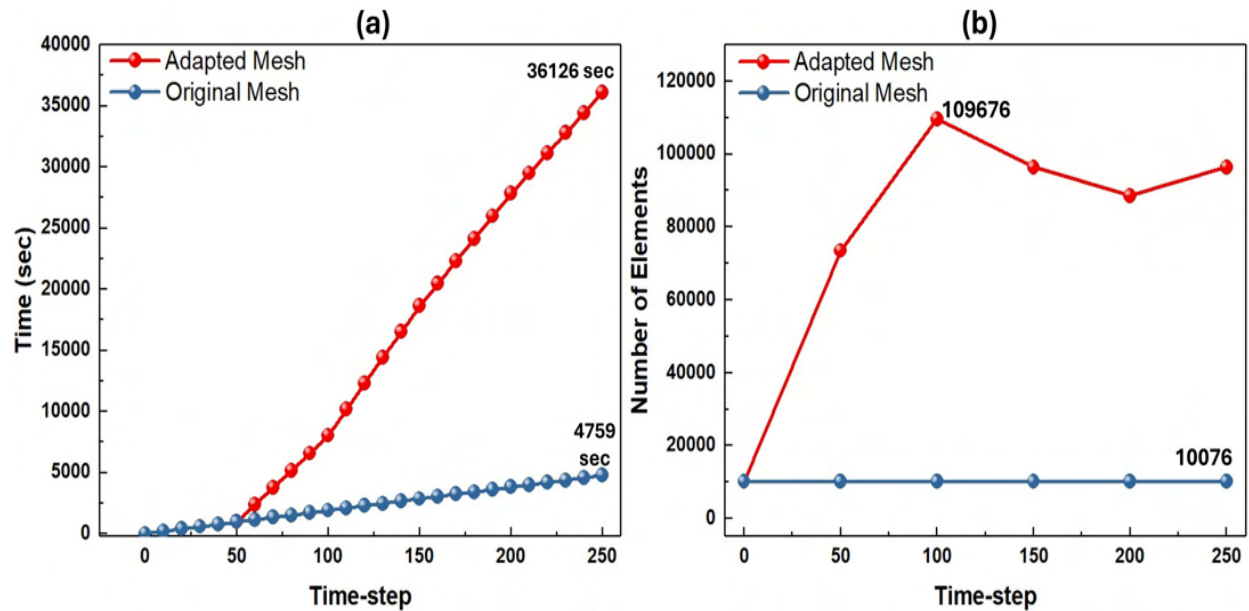 (a)
Adapted Mesh
Original Mesh
36126 sec
4759
sec
40000
35000
30000
25000
20000
15000
10000
5000
0
Time (sec)
0 50 100 150 200 250
Time-step
(b)
Adapted Mesh
Original Mesh
109676
10076
120000
100000
80000
60000
40000
20000
0
Number of Elements
0 50 100 150 200 250
Time-step